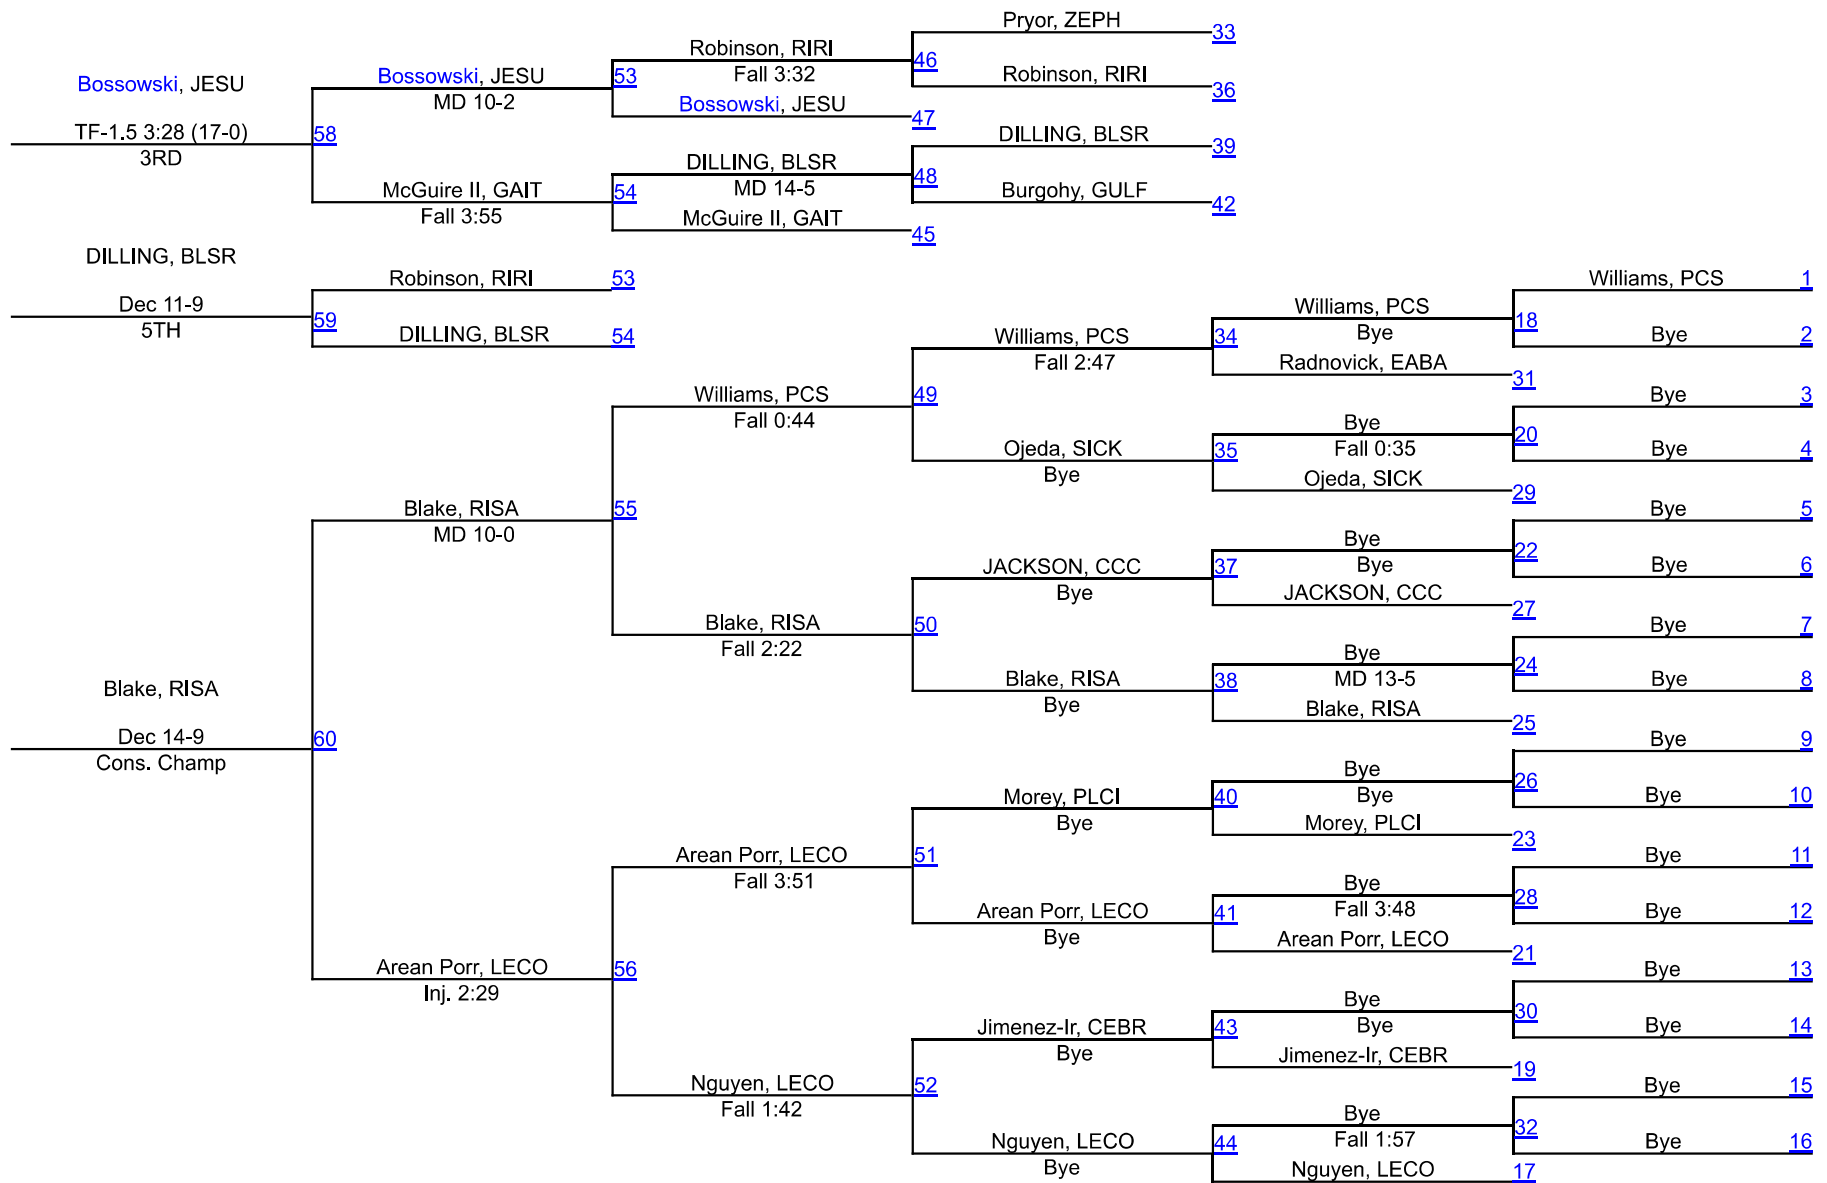 Pryor, ZEPH
33
Robinson, RIRI
46
Fall 3:32
Robinson, RIRI
36
Bossowski, JESU
Bossowski, JESU
53
MD 10-2
Bossowski, JESU
47
TF-1.5 3:28 (17-0)
58
3RD
DILLING, BLSR
39
DILLING, BLSR
48
MD 14-5
Burgohy, GULF
42
McGuire II, GAIT
54
Fall 3:55
McGuire II, GAIT
45
DILLING, BLSR
Robinson, RIRI
53
Dec 11-9
59
5TH
DILLING, BLSR
54
Williams, PCS
1
Williams, PCS
18
Bye
Bye
2
Williams, PCS
34
Fall 2:47
Radnovick, EABA
31
Williams, PCS
49
Fall 0:44
Bye
3
Bye
20
Fall 0:35
Bye
4
Ojeda, SICK
35
Bye
Ojeda, SICK
29
Blake, RISA
55
MD 10-0
Bye
5
Bye
22
Bye
Bye
6
JACKSON, CCC
37
Bye
JACKSON, CCC
27
Blake, RISA
50
Fall 2:22
Bye
7
Bye
24
MD 13-5
Bye
8
Blake, RISA
38
Bye
Blake, RISA
25
Blake, RISA
Dec 14-9
60
Cons. Champ
Bye
9
Bye
26
Bye
Bye
10
Morey, PLCI
40
Bye
Morey, PLCI
23
Arean Porr, LECO
51
Fall 3:51
Bye
11
Bye
28
Fall 3:48
Bye
12
Arean Porr, LECO
41
Bye
Arean Porr, LECO
21
Arean Porr, LECO
56
Inj. 2:29
Bye
13
Bye
30
Bye
Bye
14
Jimenez-Ir, CEBR
43
Bye
Jimenez-Ir, CEBR
19
Nguyen, LECO
52
Fall 1:42
Bye
15
Bye
32
Fall 1:57
Bye
16
Nguyen, LECO
44
Bye
Nguyen, LECO
17